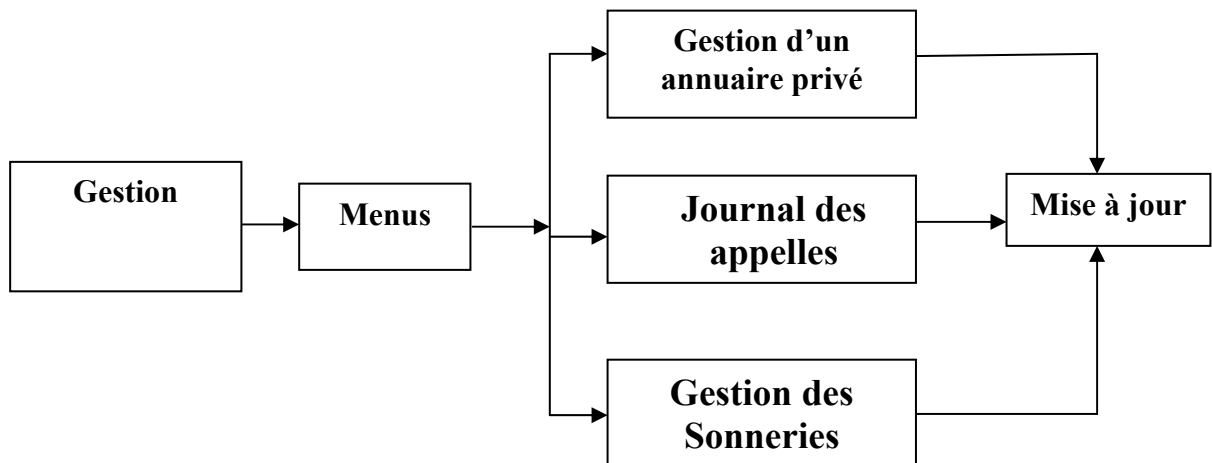 Gestion d’un
annuaire privé
Gestion
Menus
Journal des
appelles
Mise à jour
Gestion des
Sonneries